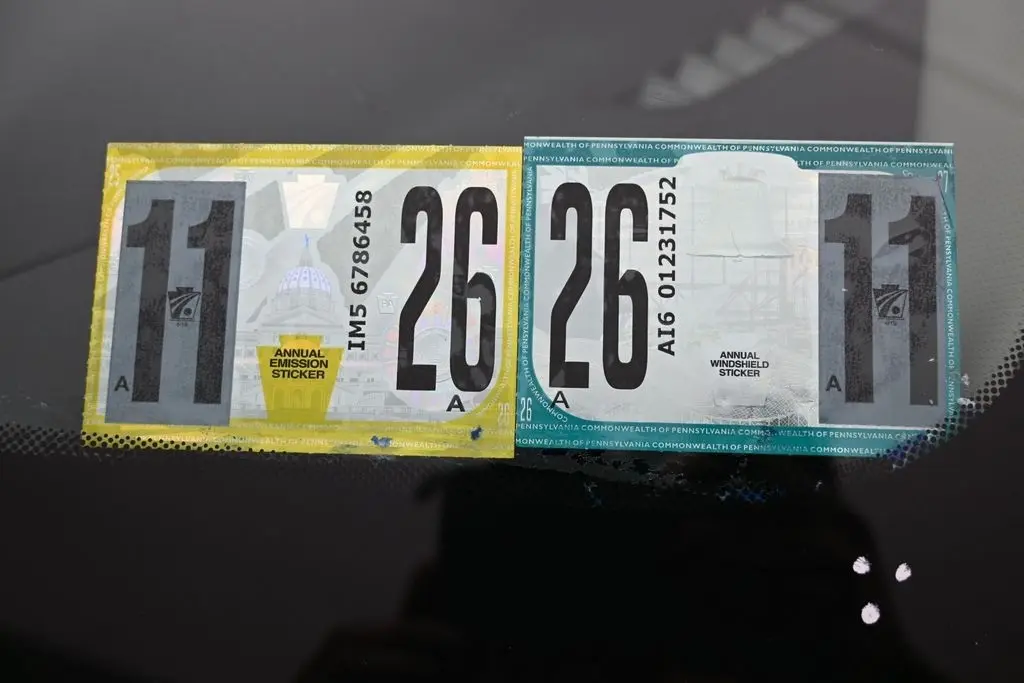 11
A
ANNUAL
EMISSION
STICKER
IM5 6786458
26
A
COMMONWEALTH OF PENNSYLVANIA COMMONWEALTH OF PENNSYLVANIA
26
A
AI6 01231752
ANNUAL
WINDSHIELD
STICKER
11
A
26
COMMONWEALTH OF PENNSYLVANIA COMMONWEALTH OF PENNSYLVANIA